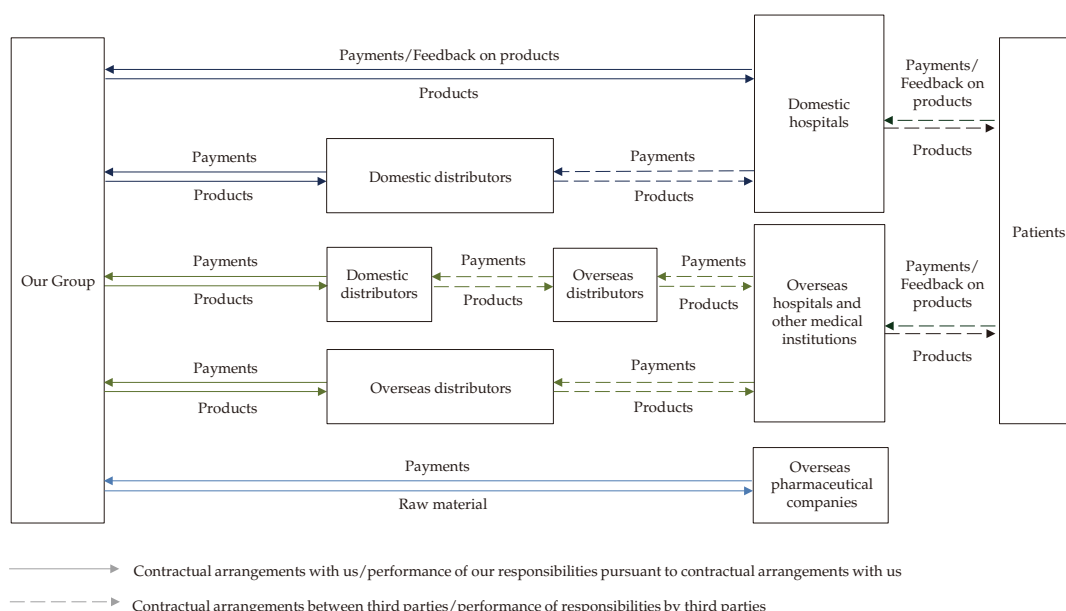 Our Group
Payments/Feedback on products
Products
Domestic
hospitals
Payments/
Feedback on
products
Products
Patients
Payments
Products
Domestic distributors
Payments
Products
Payments
Products
Domestic
distributors
Payments
Products
Overseas
distributors
Payments
Products
Overseas
hospitals and
other medical
institutions
Payments/
Feedback on
products
Products
Payments
Products
Overseas distributors
Payments
Products
Payments
Raw material
Overseas
pharmaceutical
companies
Contractual arrangements with us/performance of our responsibilities pursuant to contractual arrangements with us
Contractual arrangements between third parties/performance of responsibilities by third parties